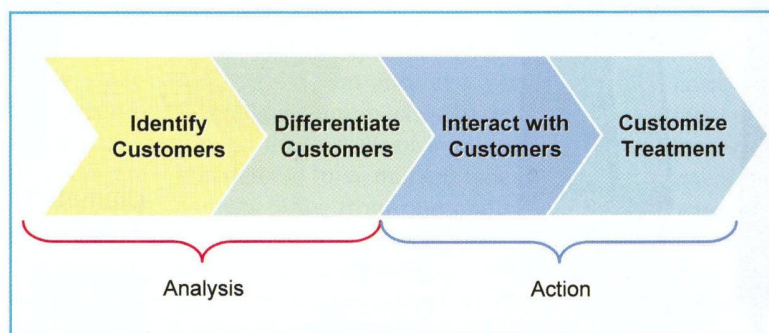 Identify
Customers
Differentiate
Customers
Interact with
Customers
Customize
Treatment
Analysis
Action